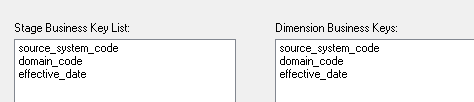 Stage Business Key List:
source_system_code
domain_code
effective_date
Dimension Business Keys:
source_system_code
domain_code
effective_date